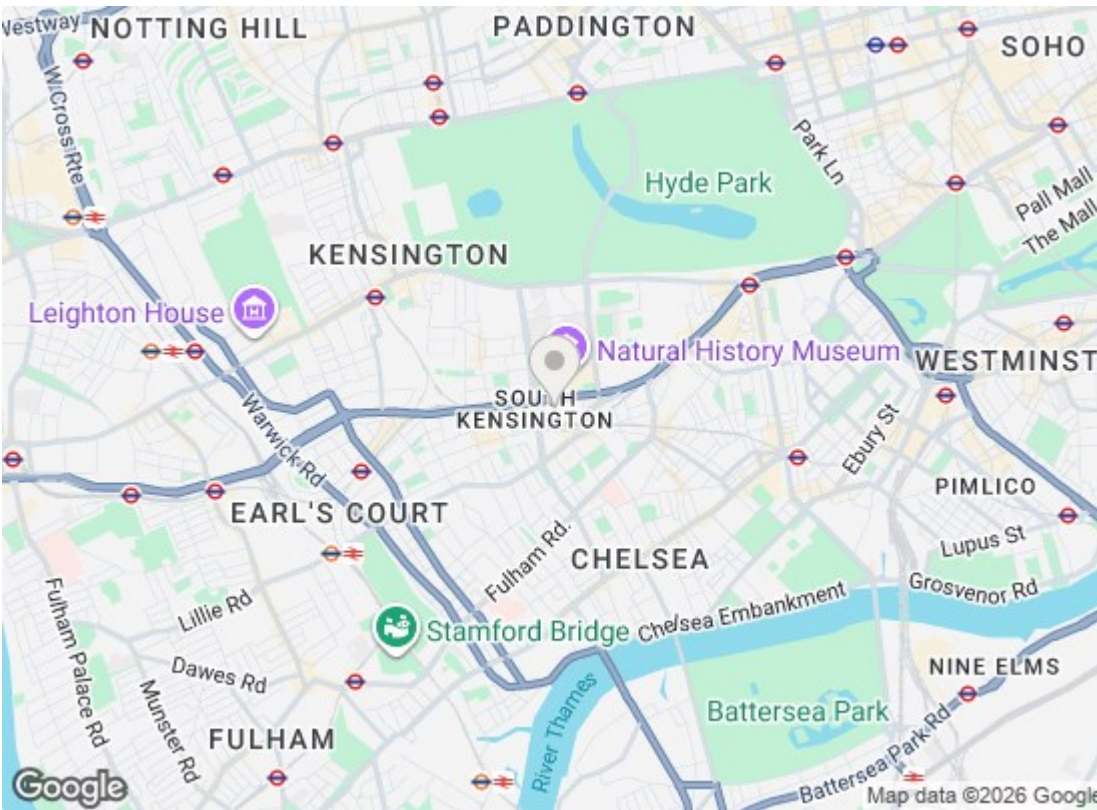 Westway
NOTTING HILL
PADDINGTON
SOHO
W Cross Rte
Park Ln
Hyde Park
Pall Mall
The Mall
KENSINGTON
Leighton House
Natural History Museum
WESTMINST
SOUTH
KENSINGTON
Warwick Rd
Ebury St
PIMLICO
EARL'S COURT
Lupus St
Fulham Rd.
CHELSEA
Grosvenor Rd
Lillie Rd
Chelsea Embankment
Stamford Bridge
Fulham Palace Rd
Dawes Rd
NINE ELMS
Munster Rd
River Thames
Battersea Park
FULHAM
Battersea Park Rd
Google
Map data ©2026 Google